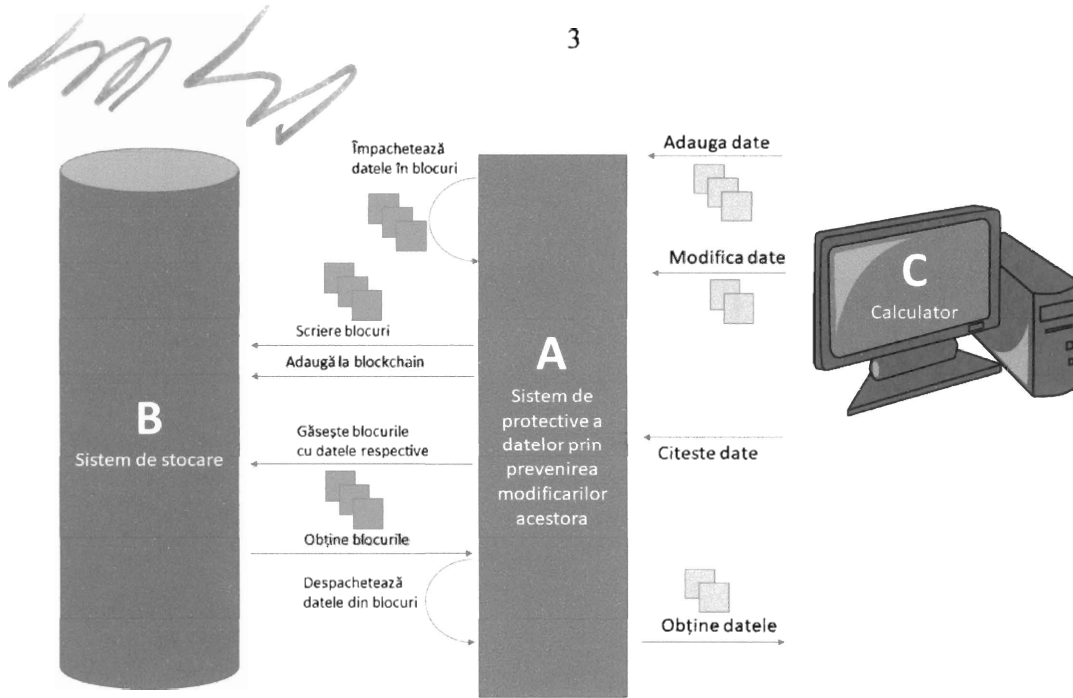 3
Împachetează
datele în blocuri
Scriere blocuri
Adaugă la blockchain
Găsește blocurile
cu datele respective
Obține blocurile
Despachetează
datele din blocuri
B
Sistem de stocare
A
Sistem de
protective a
datelor prin
prevenirea
modificarilor
acestora
Adauga date
Modifica date
Citeste date
Obține datele
C
Calculator